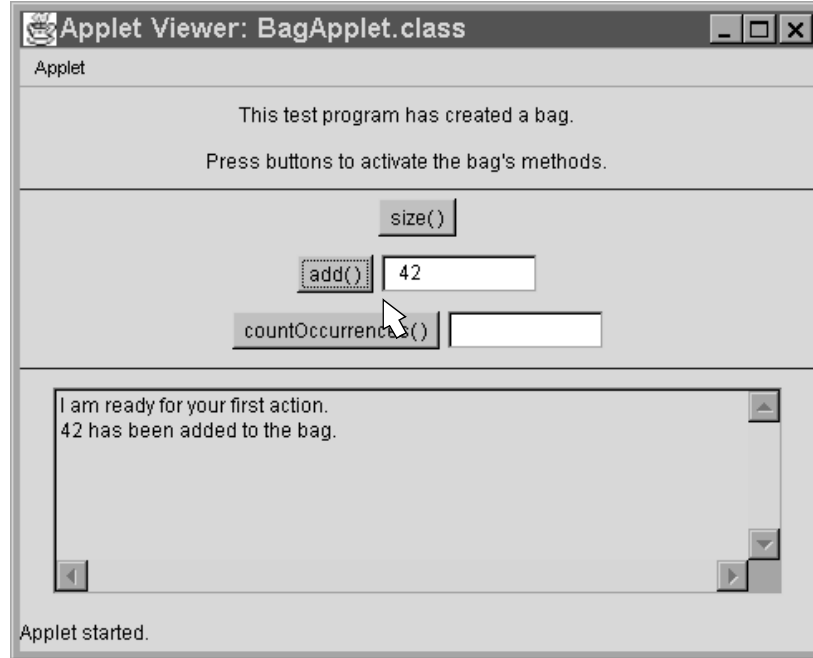 Applet Viewer: BagApplet.class
Applet
This test program has created a bag.
Press buttons to activate the bag's methods.
size()
add() 42
countOccurrences()
I am ready for your first action.
42 has been added to the bag.
Applet started.